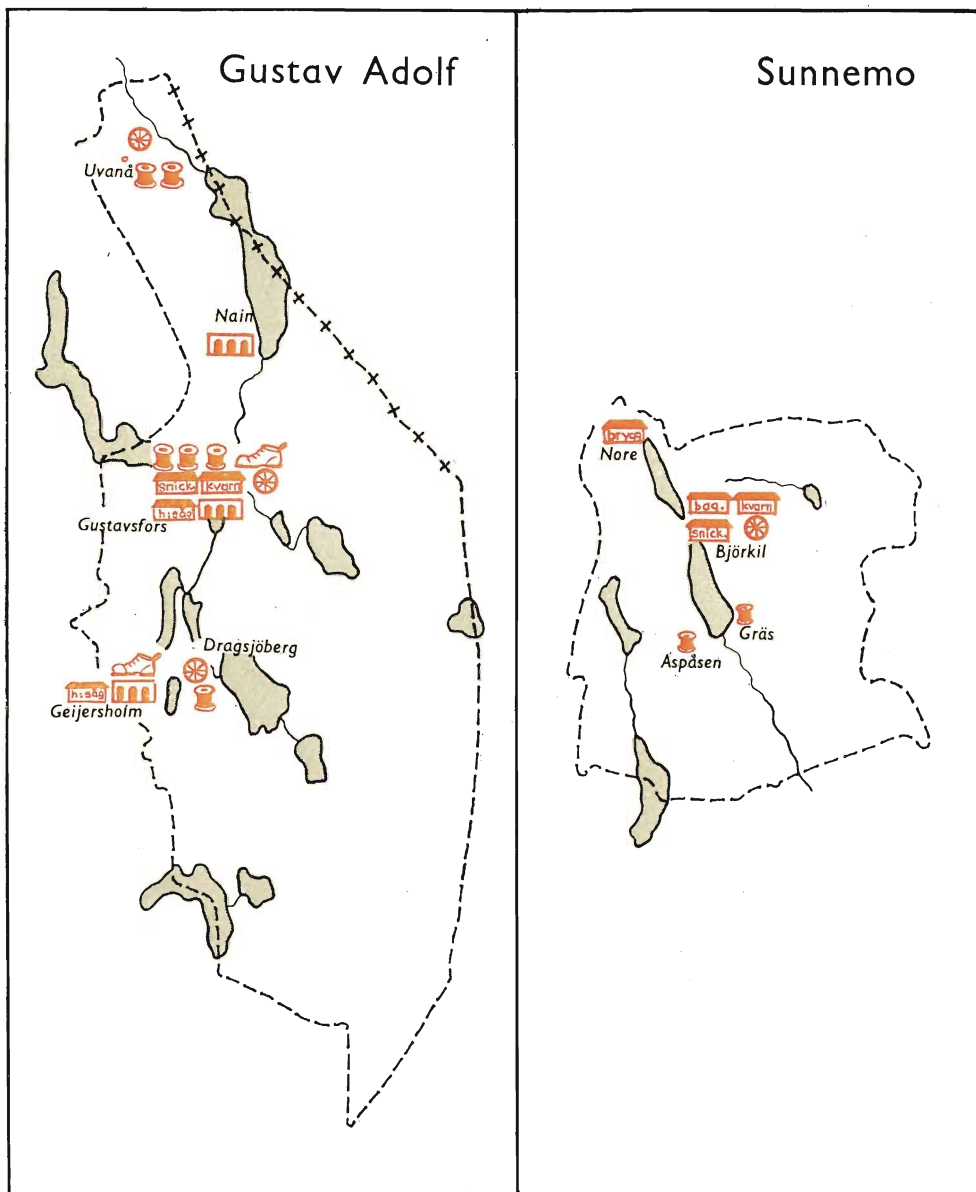 Gustav Adolf
Uvanå
Nain
snick. kvarn
h:såg
Gustavsfors
Dragsjöberg
h:såg
Geijersholm
Sunnemo
brygg
Nore
bag. kvarn
snick.
Björkil
Gräs
Aspåsen